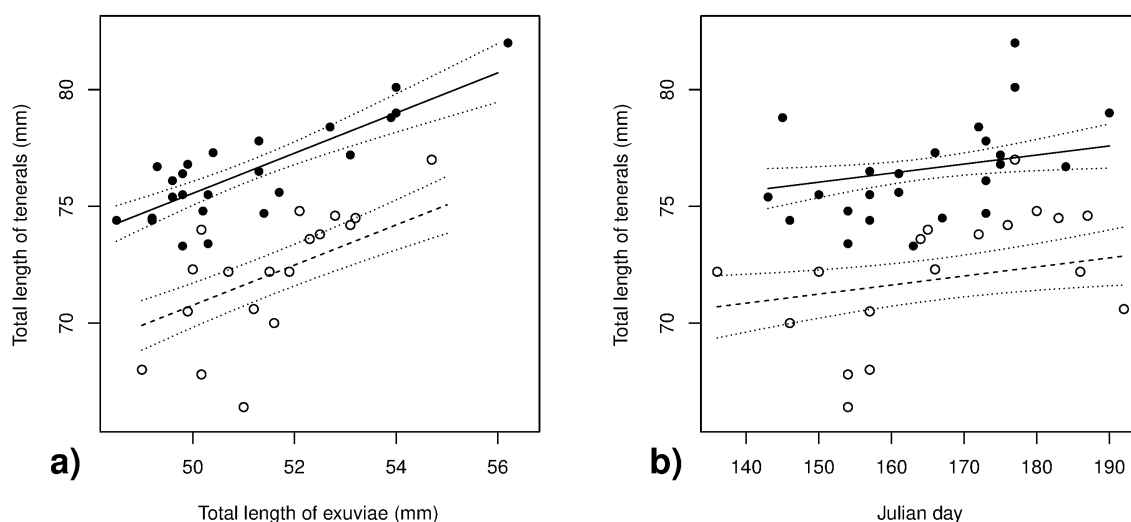 Total length of tenerals (mm)
80
75
70
50 52 54 56
a)
Total length of exuviae (mm)
Total length of tenerals (mm)
80
75
70
140 150 160 170 180 190
b)
Julian day